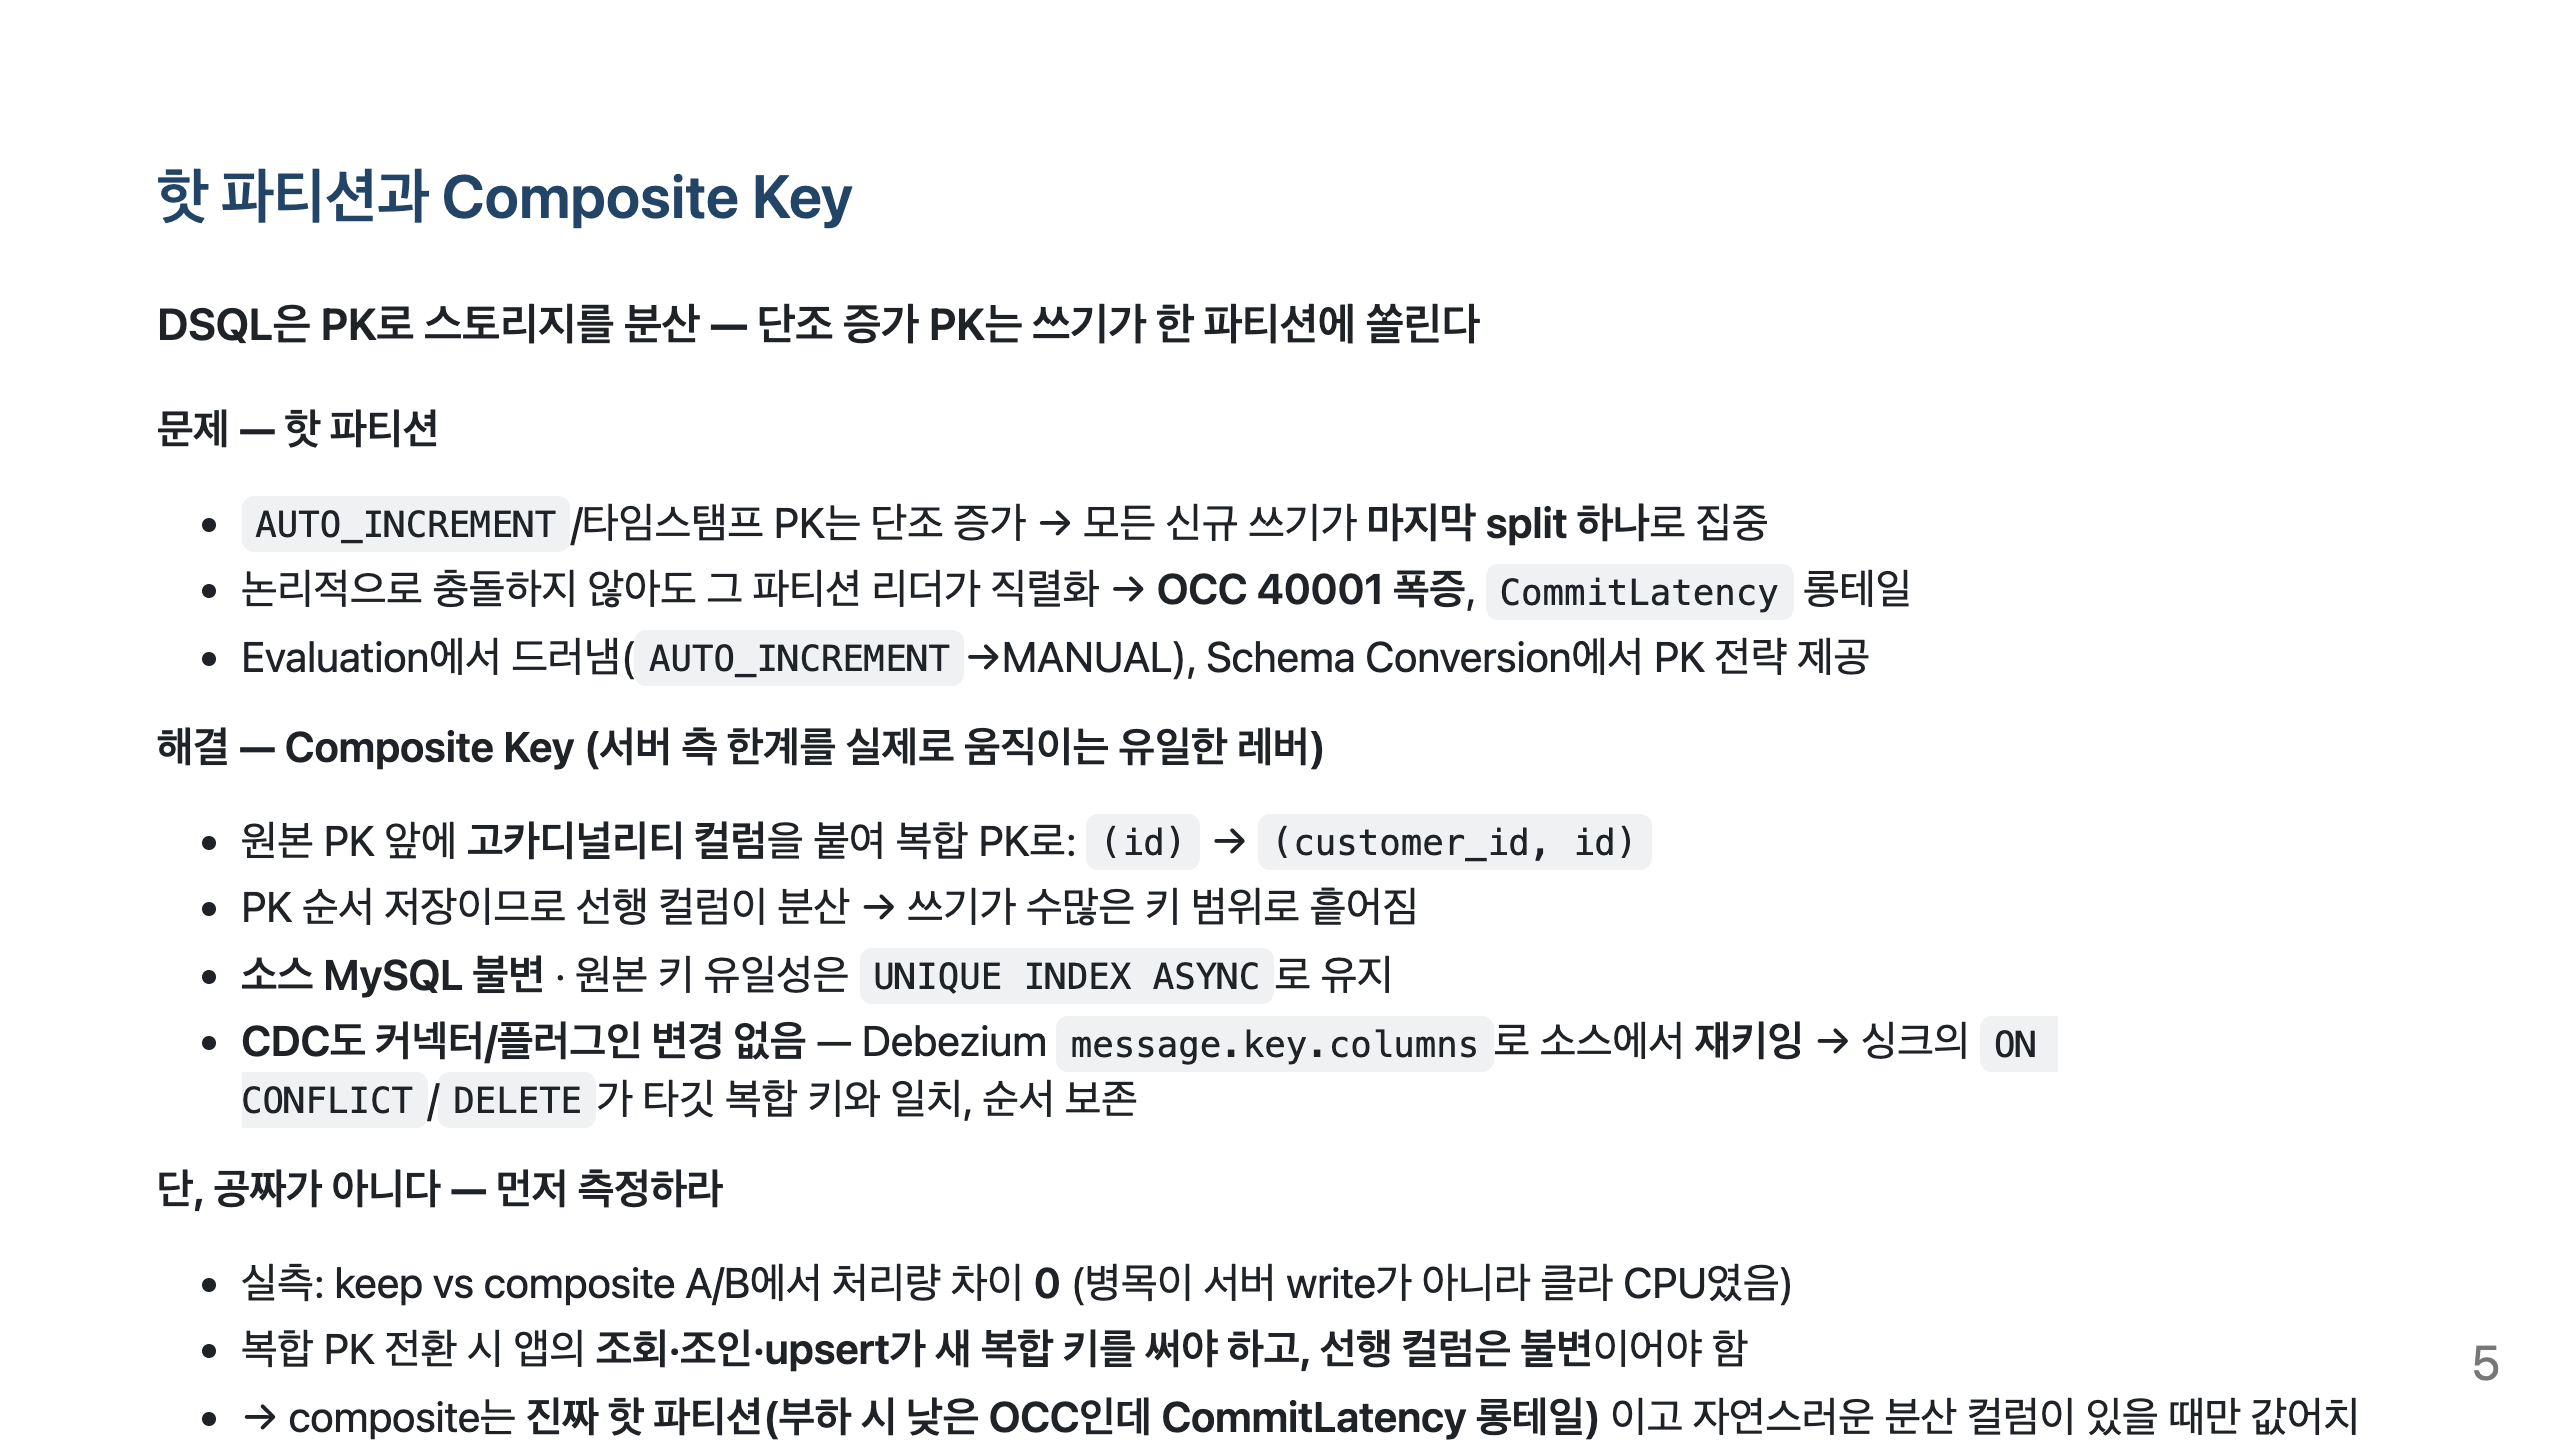 핫 파티션과 Composite Key
DSQL은 PK로 스토리지를 분산 — 단조 증가 PK는 쓰기가 한 파티션에 쏠린다
문제 — 핫 파티션
• AUTO_INCREMENT/타임스탬프 PK는 단조 증가 → 모든 신규 쓰기가 마지막 split 하나로 집중
• 논리적으로 충돌하지 않아도 그 파티션 리더가 직렬화 → OCC 40001 폭증, CommitLatency 롱테일
• Evaluation에서 드러냄(AUTO_INCREMENT→MANUAL), Schema Conversion에서 PK 전략 제공
해결 — Composite Key (서버 측 한계를 실제로 움직이는 유일한 레버)
• 원본 PK 앞에 고카디널리티 컬럼을 붙여 복합 PK로: (id) → (customer_id, id)
• PK 순서 저장이므로 선행 컬럼이 분산 → 쓰기가 수많은 키 범위로 흩어짐
• 소스 MySQL 불변 · 원본 키 유일성은 UNIQUE INDEX ASYNC로 유지
• CDC도 커넥터/플러그인 변경 없음 — Debezium message.key.columns로 소스에서 재키잉 → 싱크의 ON
CONFLICT/DELETE가 타깃 복합 키와 일치, 순서 보존
단, 공짜가 아니다 — 먼저 측정하라
• 실측: keep vs composite A/B에서 처리량 차이 0 (병목이 서버 write가 아니라 클라 CPU였음)
• 복합 PK 전환 시 앱의 조회·조인·upsert가 새 복합 키를 써야 하고, 선행 컬럼은 불변이어야 함
• → composite는 진짜 핫 파티션(부하 시 낮은 OCC인데 CommitLatency 롱테일) 이고 자연스러운 분산 컬럼이 있을 때만 값어치
5